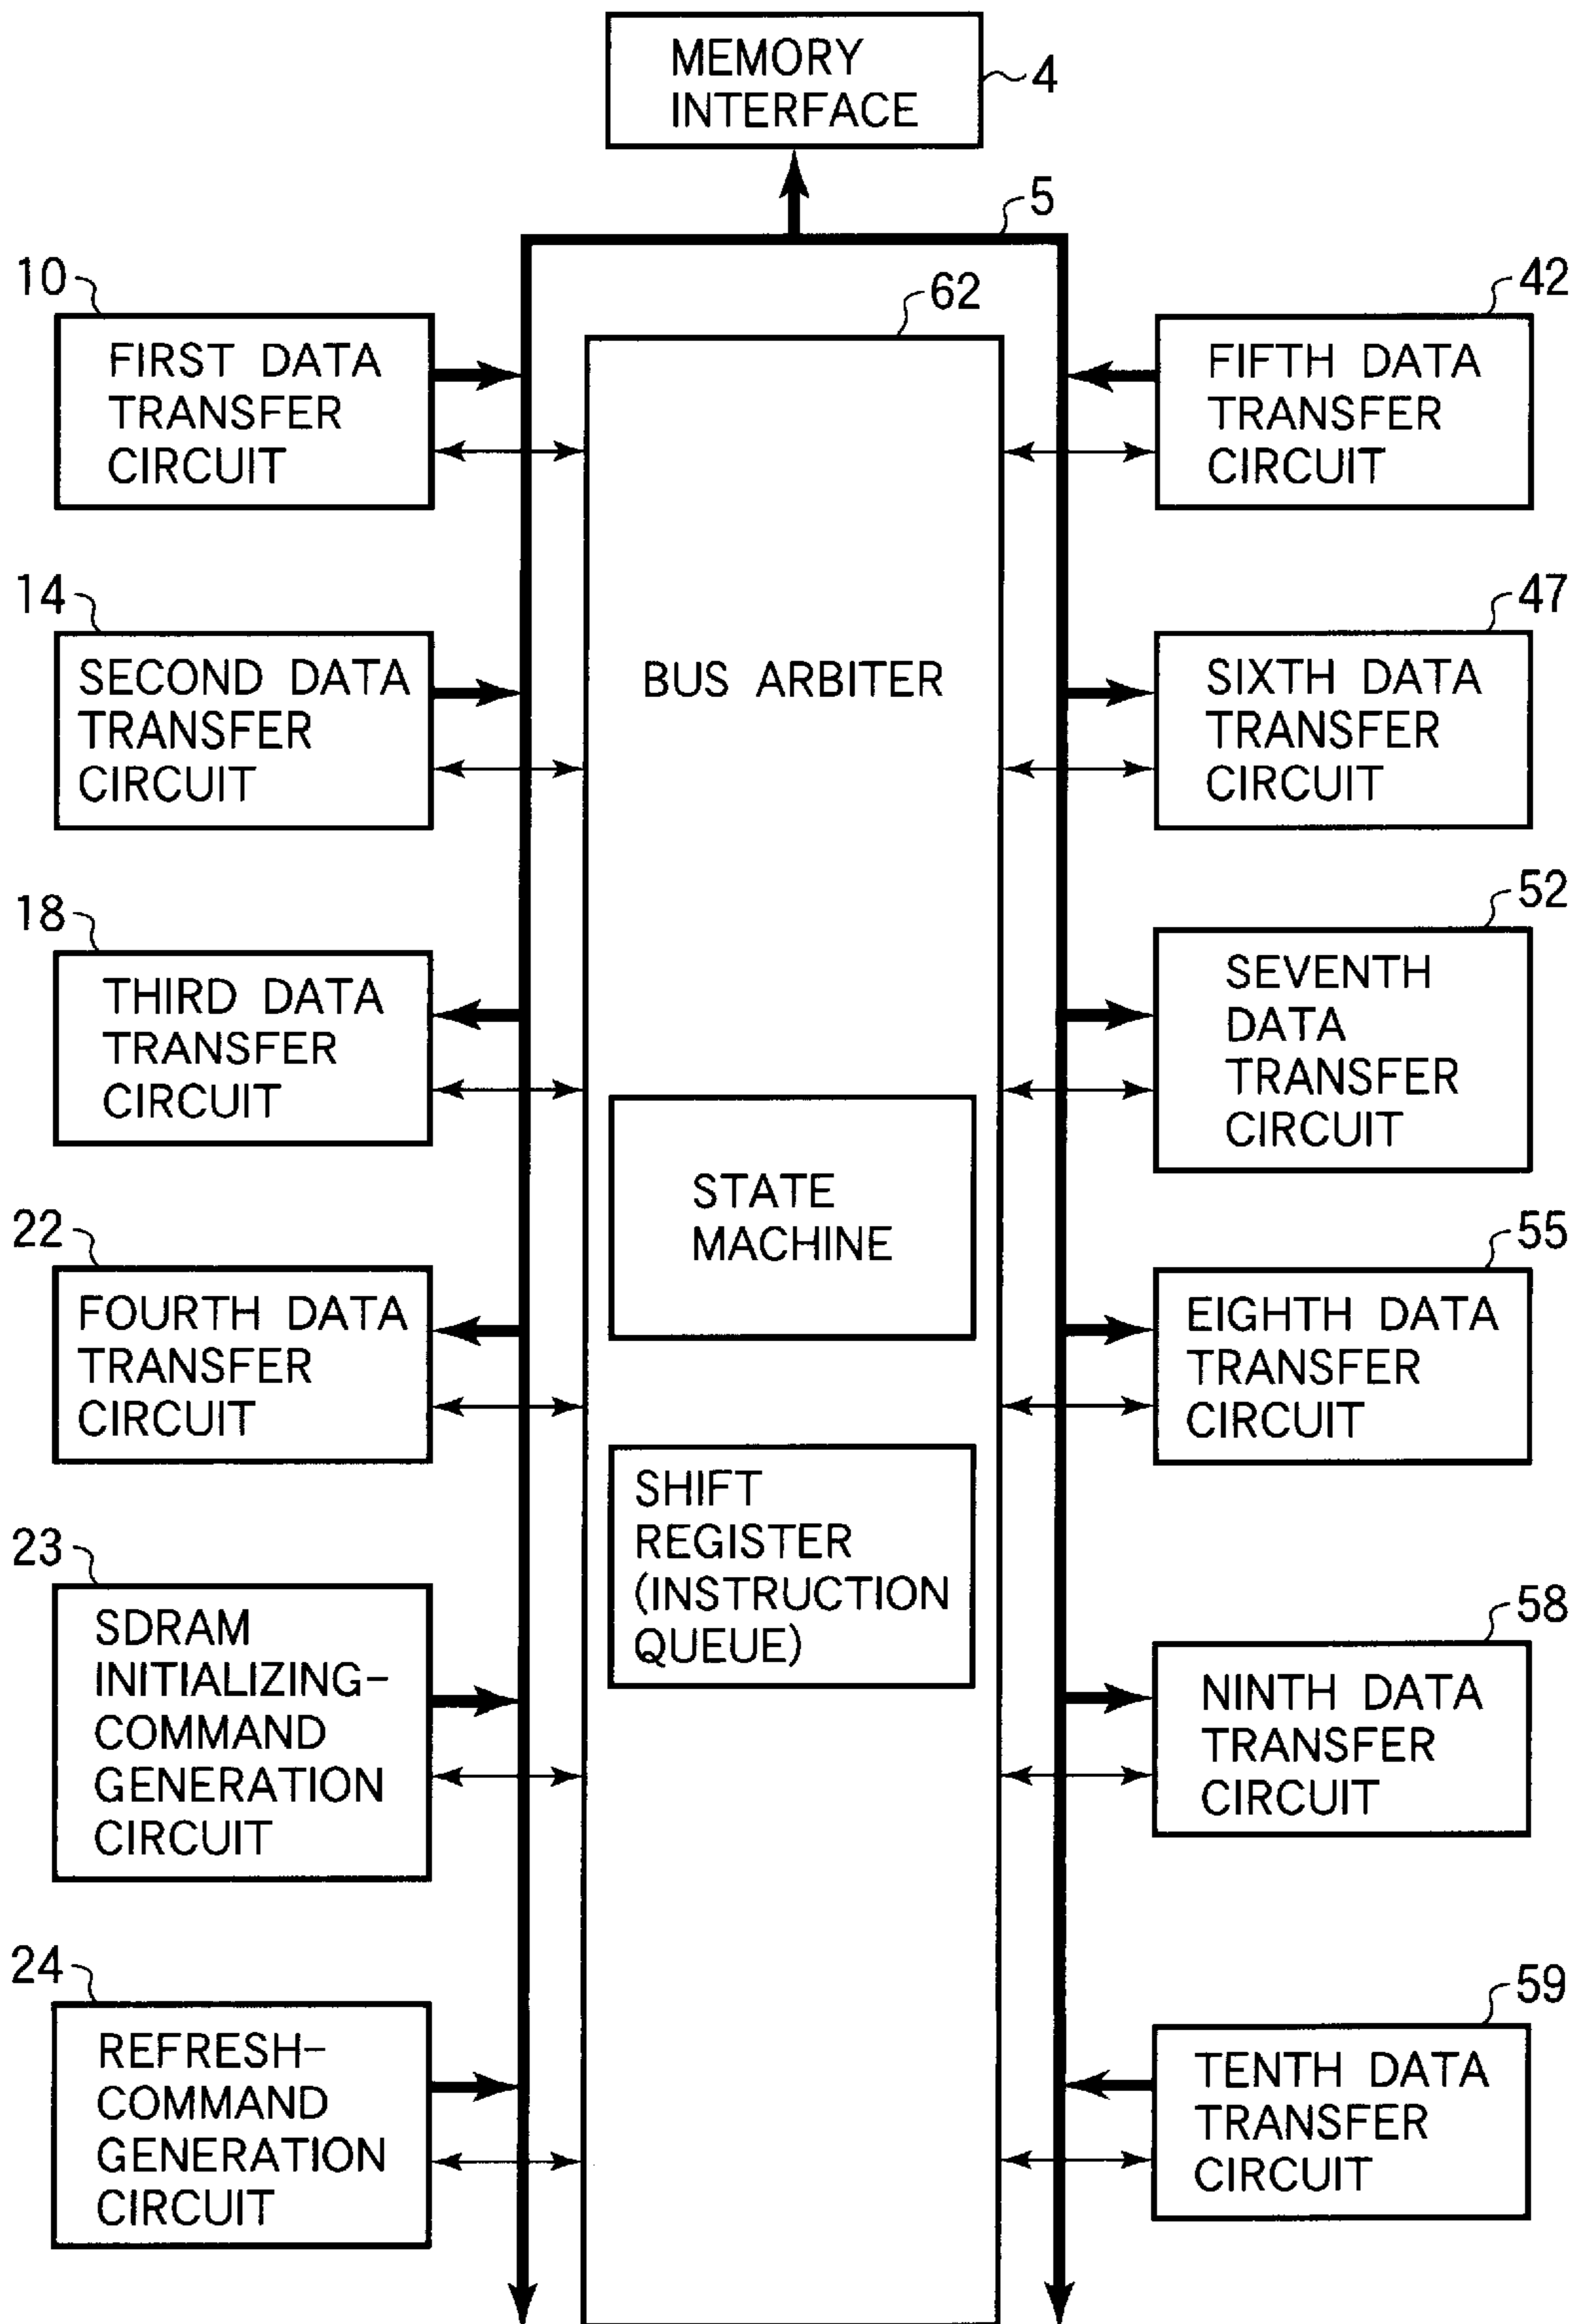 MEMORY
INTERFACE
4
5
62
10
FIRST DATA
TRANSFER
CIRCUIT
14
SECOND DATA
TRANSFER
CIRCUIT
18
THIRD DATA
TRANSFER
CIRCUIT
22
FOURTH DATA
TRANSFER
CIRCUIT
23
SDRAM
INITIALIZING-
COMMAND
GENERATION
CIRCUIT
24
REFRESH-
COMMAND
GENERATION
CIRCUIT
BUS ARBITER
STATE
MACHINE
SHIFT
REGISTER
(INSTRUCTION
QUEUE)
42
FIFTH DATA
TRANSFER
CIRCUIT
47
SIXTH DATA
TRANSFER
CIRCUIT
52
SEVENTH
DATA
TRANSFER
CIRCUIT
55
EIGHTH DATA
TRANSFER
CIRCUIT
58
NINTH DATA
TRANSFER
CIRCUIT
59
TENTH DATA
TRANSFER
CIRCUIT